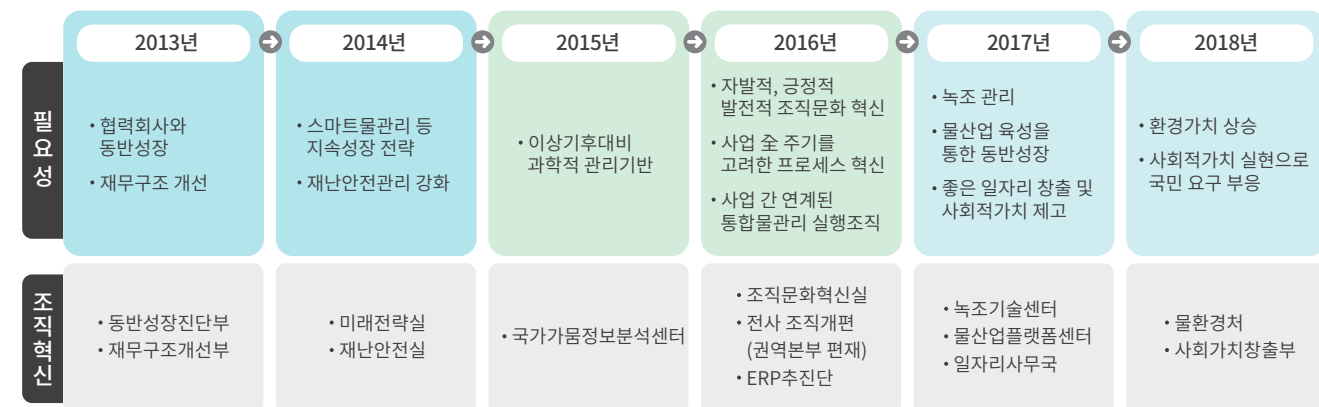 2013년
2014년
2015년
2016년
2017년
2018년
필요성
• 협력회사와
동반성장
• 재무구조 개선
• 스마트물관리 등
지속성장 전략
• 재난안전관리 강화
• 이상기후대비
과학적 관리기반
• 자발적, 긍정적
발전적 조직문화 혁신
• 사업 全 주기를
고려한 프로세스 혁신
• 사업 간 연계된
통합물관리 실행조직
• 녹조 관리
• 물산업 육성을
통한 동반성장
• 좋은 일자리 창출 및
사회적가치 제고
• 환경가치 상승
• 사회적가치 실현으로
국민 요구 부응
조직혁신
• 동반성장진단부
• 재무구조개선부
• 미래전략실
• 재난안전실
• 국가가뭄정보분석센터
• 조직문화혁신실
• 전사 조직개편
(권역본부 편재)
• ERP추진단
• 녹조기술센터
• 물산업플랫폼센터
• 일자리사무국
• 물환경처
• 사회가치창출부